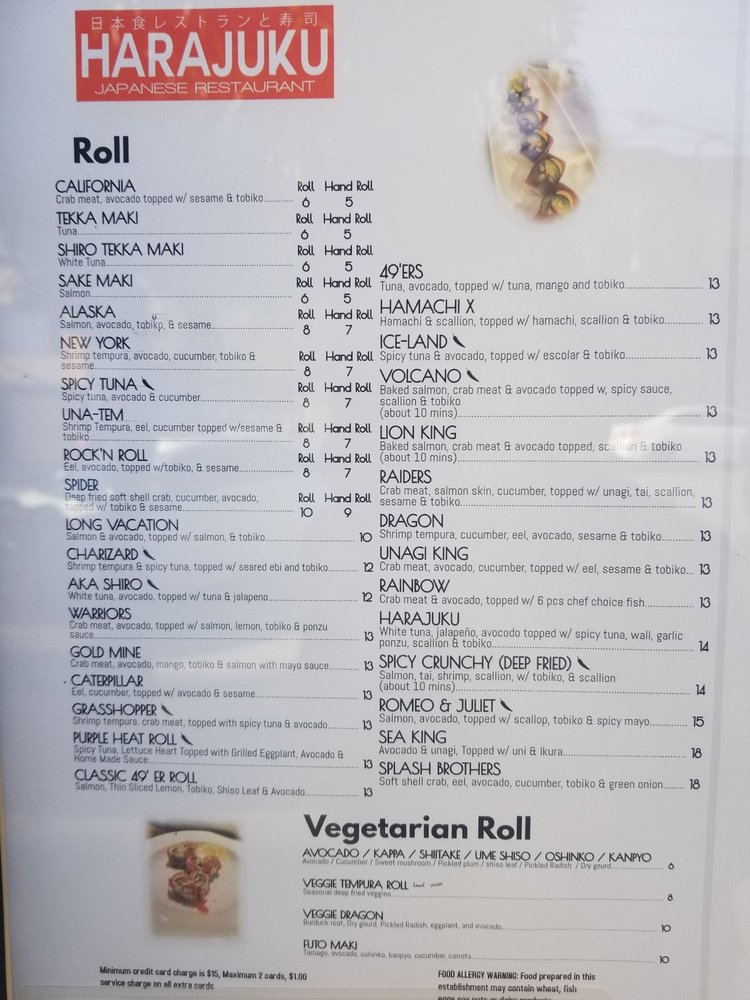 日本食レストランと寿司
HARAJUKU
JAPANESE RESTAURANT
Roll
CALIFORNIA Roll Hand Roll
Crab meat, avocado topped w/ sesame & tobiko 6 5
TEKKA MAKI Roll Hand Roll
Tuna 6 5
SHIRO TEKKA MAKI Roll Hand Roll
White Tuna 6 5
SAKE MAKI Roll Hand Roll
Salmon 6 5
ALASKA Roll Hand Roll
Salmon, avocado, tobiko, & sesame 8 7
NEW YORK
Shrimp tempura, avocado, cucumber, tobiko & Roll Hand Roll
sesame 8 7
SPICY TUNA Roll Hand Roll
Spicy tuna, avocado & cucumber 8 7
UNA-TEM
Shrimp Tempura, eel, cucumber topped w/sesame & Roll Hand Roll
tobiko 8 7
ROCK'N ROLL Roll Hand Roll
Eel, avocado, topped w/tobiko, & sesame 8 7
SPIDER
Deep fried soft shell crab, cucumber, avocado, Roll Hand Roll
topped w/ tobiko & sesame 10 9
LONG VACATION
Salmon & avocado, topped w/ salmon, & tobiko 10
CHARIZARD
Shrimp tempura & spicy tuna, topped w/ seared ebi and tobiko 12
AKA SHIRO
White tuna, avocado, topped w/ tuna & jalapeno 12
WARRIORS
Crab meat, avocado, topped w/ salmon, lemon, tobiko & ponzu
sauce 13
GOLD MINE
Crab meat, avocado, mango, tobiko & salmon with mayo sauce 13
CATERPILLAR
Eel, cucumber, topped w/ avocado & sesame 13
GRASSHOPPER
Shrimp tempura, crab meat, topped with spicy tuna & avocado 13
PURPLE HEAT ROLL
Spicy Tuna, Lettuce Heart Topped with Grilled Eggplant, Avocado &
Home Made Sauce 13
CLASSIC 49' ER ROLL
Salmon, Thin Sliced Lemon, Tobiko, Shiso Leaf & Avocado 13
49'ERS
Tuna, avocado, topped w/ tuna, mango and tobiko 13
HAMACHI X
Hamachi & scallion, topped w/ hamachi, scallion & tobiko 13
ICE-LAND
Spicy tuna & avocado, topped w/ escolar & tobiko 13
VOLCANO
Baked salmon, crab meat & avocado topped w, spicy sauce,
scallion & tobiko
(about 10 mins) 13
LION KING
Baked salmon, crab meat & avocado topped, scallion & tobiko
(about 10 mins) 13
RAIDERS
Crab meat, salmon skin, cucumber, topped w/ unagi, tai, scallion,
sesame & tobiko 13
DRAGON
Shrimp tempura, cucumber, eel, avocado, sesame & tobiko 13
UNAGI KING
Crab meat, avocado, cucumber, topped w/ eel, sesame & tobiko... 13
RAINBOW
Crab meat & avocado, topped w/ 6 pcs chef choice fish 13
HARAJUKU
White tuna, jalapeño, avocodo topped w/ spicy tuna, wall, garlic
ponzu, scallion & tobiko 14
SPICY CRUNCHY (DEEP FRIED)
Salmon, tai, shrimp, scallion, w/ tobiko, & scallion
(about 10 mins) 14
ROMEO & JULIET
Salmon, avocado, topped w/ scallop, tobiko & spicy mayo 15
SEA KING
Avocado & unagi, Topped w/ uni & Ikura 18
SPLASH BROTHERS
Soft shell crab, eel, avocado, cucumber, tobiko & green onion 18
Vegetarian Roll
AVOCADO / KAPPA / SHIITAKE / UME SHISO / OSHINKO / KANPYO
Avocado / Cucumber / Sweet mushroom / Pickled plum / shiso leaf / Pickled Radish / Dry gourd 6
VEGGIE TEMPURA ROLL
Seasonal deep fried veggies 8
VEGGIE DRAGON
Burduck root, Dry gourd, Pickled Radish, eggplant, and avocado 10
FUTO MAKI
Tamago, avocado, oshinko, kanpyo, cucumber, carrots 10
Minimum credit card charge is $15, Maximum 2 cards, $1.00
service charge on all extra cards
FOOD ALLERGY WARNING: Food prepared in this
establishment may contain wheat, fish